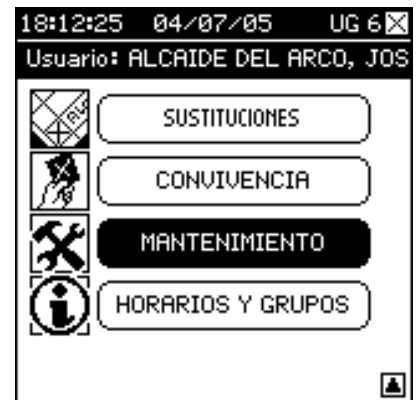 18:12:25 04/07/05 UG 6
Usuario: ALCAIDE DEL ARCO, JOS
SUSTITUCIONES
CONVIVENCIA
MANTENIMIENTO
HORARIOS Y GRUPOS